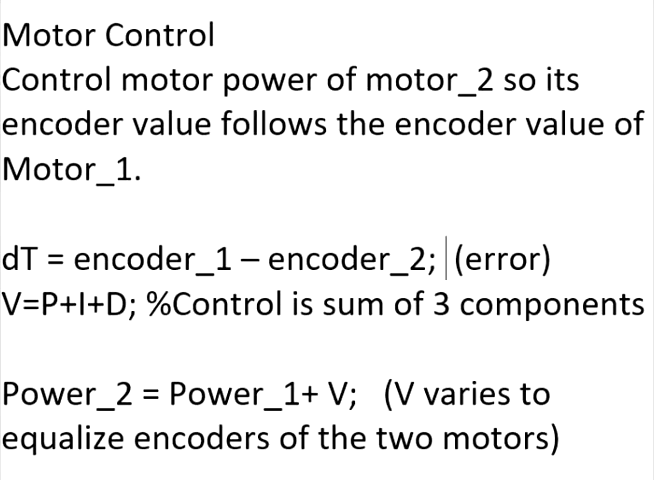 Motor Control
Control motor power of motor_2 so its
encoder value follows the encoder value of
Motor_1.
dT = encoder_1 – encoder_2; (error)
V=P+I+D; %Control is sum of 3 components
Power_2 = Power_1+ V;   (V varies to
equalize encoders of the two motors)